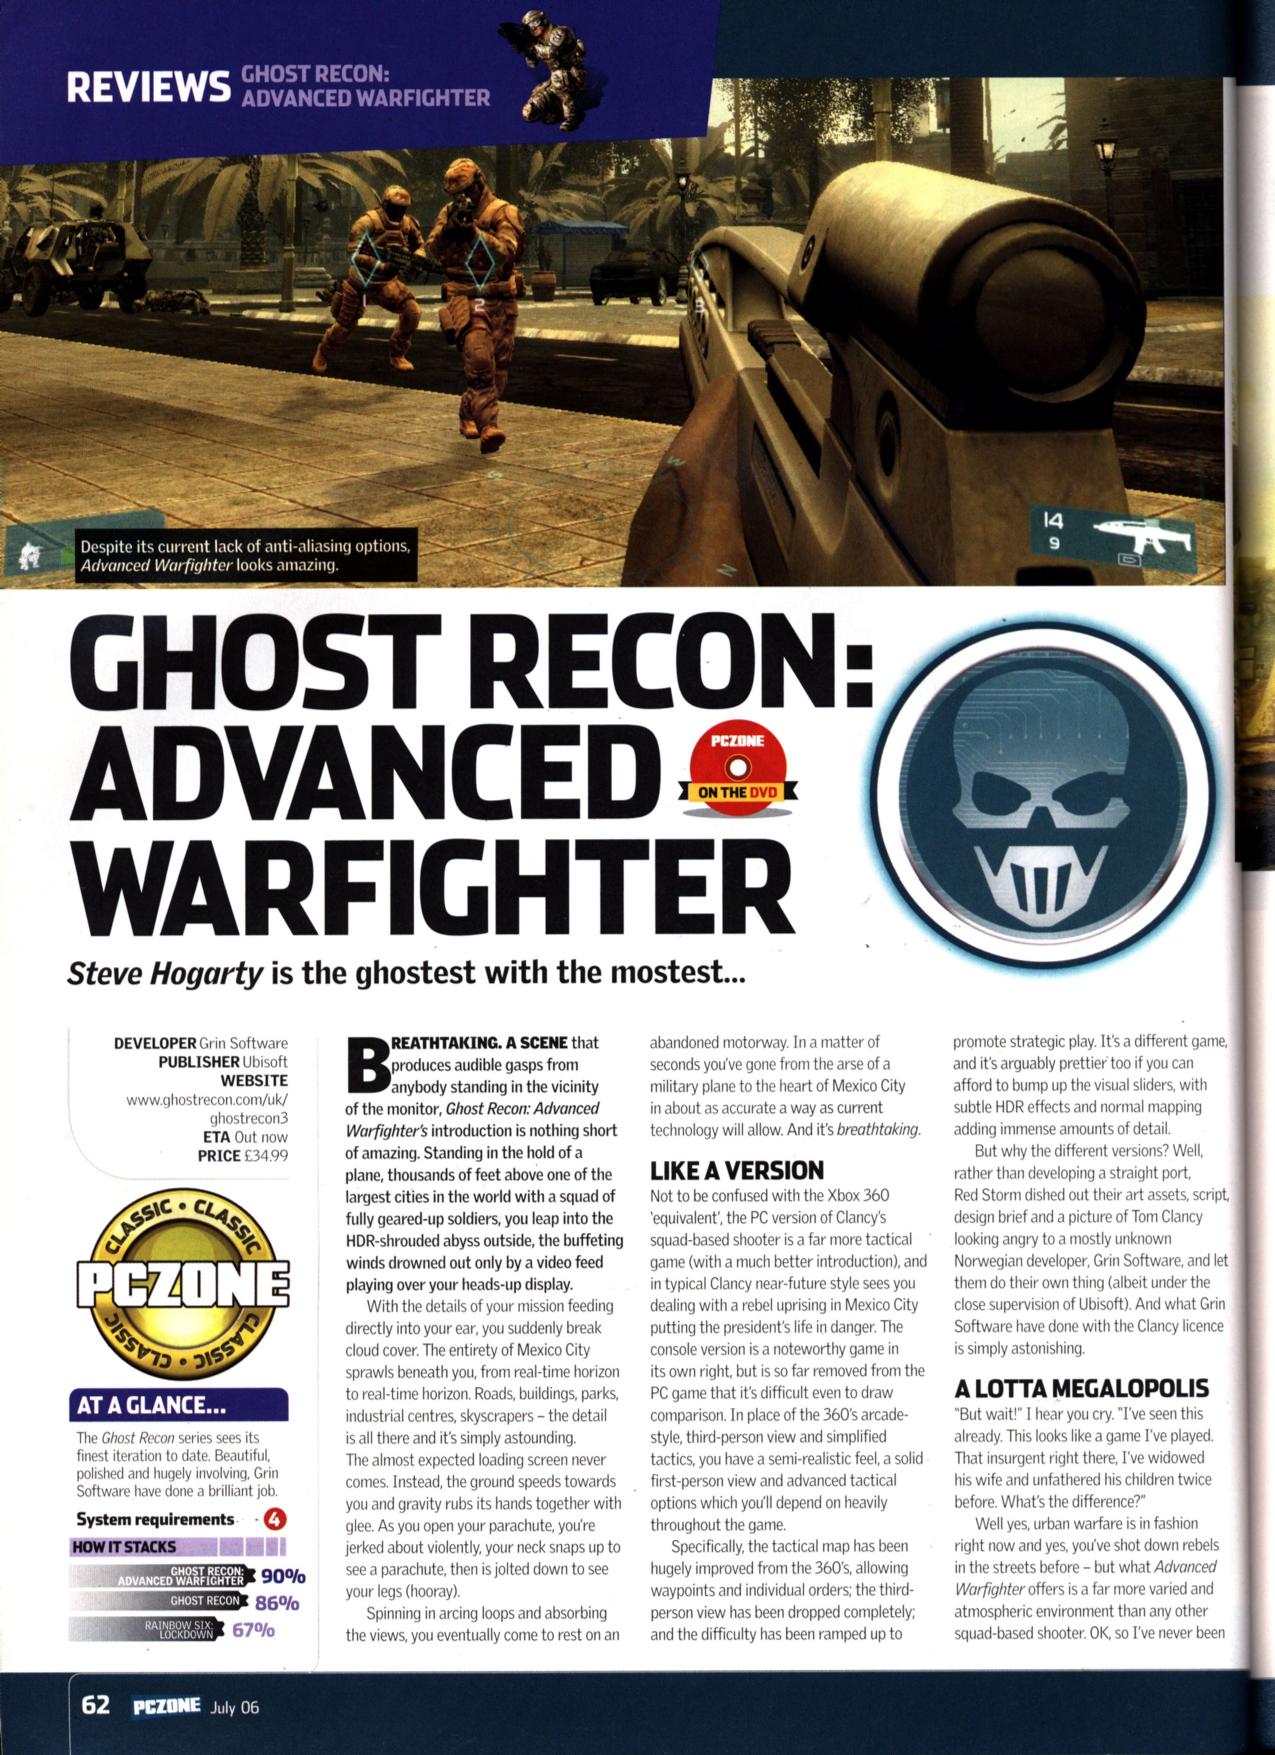 REVIEWS GHOST RECON:
ADVANCED WARFIGHTER
1
2
3
S
W
N
14
9
Despite its current lack of anti-aliasing options,
Advanced Warfighter looks amazing.
GHOST RECON:
ADVANCED
WARFIGHTER
PCZONE
ON THE DVD
Steve Hogarty is the ghostest with the mostest...
DEVELOPER Grin Software
PUBLISHER Ubisoft
WEBSITE
www.ghostrecon.com/uk/
ghostrecon3
ETA Out now
PRICE £34.99
CLASSIC • CLASSIC
PCZONE
CLASSIC • CLASSIC
AT A GLANCE...
The Ghost Recon series sees its
finest iteration to date. Beautiful,
polished and hugely involving, Grin
Software have done a brilliant job.
System requirements 4
HOW IT STACKS
GHOST RECON:
ADVANCED WARFIGHTER 90%
GHOST RECON 86%
RAINBOW SIX:
LOCKDOWN 67%
BREATHTAKING. A SCENE that
produces audible gasps from
anybody standing in the vicinity
of the monitor, Ghost Recon: Advanced
Warfighter's introduction is nothing short
of amazing. Standing in the hold of a
plane, thousands of feet above one of the
largest cities in the world with a squad of
fully geared-up soldiers, you leap into the
HDR-shrouded abyss outside, the buffeting
winds drowned out only by a video feed
playing over your heads-up display.
With the details of your mission feeding
directly into your ear, you suddenly break
cloud cover. The entirety of Mexico City
sprawls beneath you, from real-time horizon
to real-time horizon. Roads, buildings, parks,
industrial centres, skyscrapers – the detail
is all there and it's simply astounding.
The almost expected loading screen never
comes. Instead, the ground speeds towards
you and gravity rubs its hands together with
glee. As you open your parachute, you're
jerked about violently, your neck snaps up to
see a parachute, then is jolted down to see
your legs (hooray).
Spinning in arcing loops and absorbing
the views, you eventually come to rest on an
abandoned motorway. In a matter of
seconds you've gone from the arse of a
military plane to the heart of Mexico City
in about as accurate a way as current
technology will allow. And it's breathtaking.
LIKE A VERSION
Not to be confused with the Xbox 360
'equivalent', the PC version of Clancy's
squad-based shooter is a far more tactical
game (with a much better introduction), and
in typical Clancy near-future style sees you
dealing with a rebel uprising in Mexico City
putting the president's life in danger. The
console version is a noteworthy game in
its own right, but is so far removed from the
PC game that it's difficult even to draw
comparison. In place of the 360's arcade-
style, third-person view and simplified
tactics, you have a semi-realistic feel, a solid
first-person view and advanced tactical
options which you'll depend on heavily
throughout the game.
Specifically, the tactical map has been
hugely improved from the 360's, allowing
waypoints and individual orders; the third-
person view has been dropped completely;
and the difficulty has been ramped up to
promote strategic play. It's a different game,
and it's arguably prettier too if you can
afford to bump up the visual sliders, with
subtle HDR effects and normal mapping
adding immense amounts of detail.
But why the different versions? Well,
rather than developing a straight port,
Red Storm dished out their art assets, script,
design brief and a picture of Tom Clancy
looking angry to a mostly unknown
Norwegian developer, Grin Software, and let
them do their own thing (albeit under the
close supervision of Ubisoft). And what Grin
Software have done with the Clancy licence
is simply astonishing.
A LOTTA MEGALOPOLIS
"But wait!" I hear you cry. "I've seen this
already. This looks like a game I've played.
That insurgent right there, I've widowed
his wife and unfathered his children twice
before. What's the difference?"
Well yes, urban warfare is in fashion
right now and yes, you've shot down rebels
in the streets before – but what Advanced
Warfighter offers is a far more varied and
atmospheric environment than any other
squad-based shooter. OK, so I've never been
62 PCZONE July 06